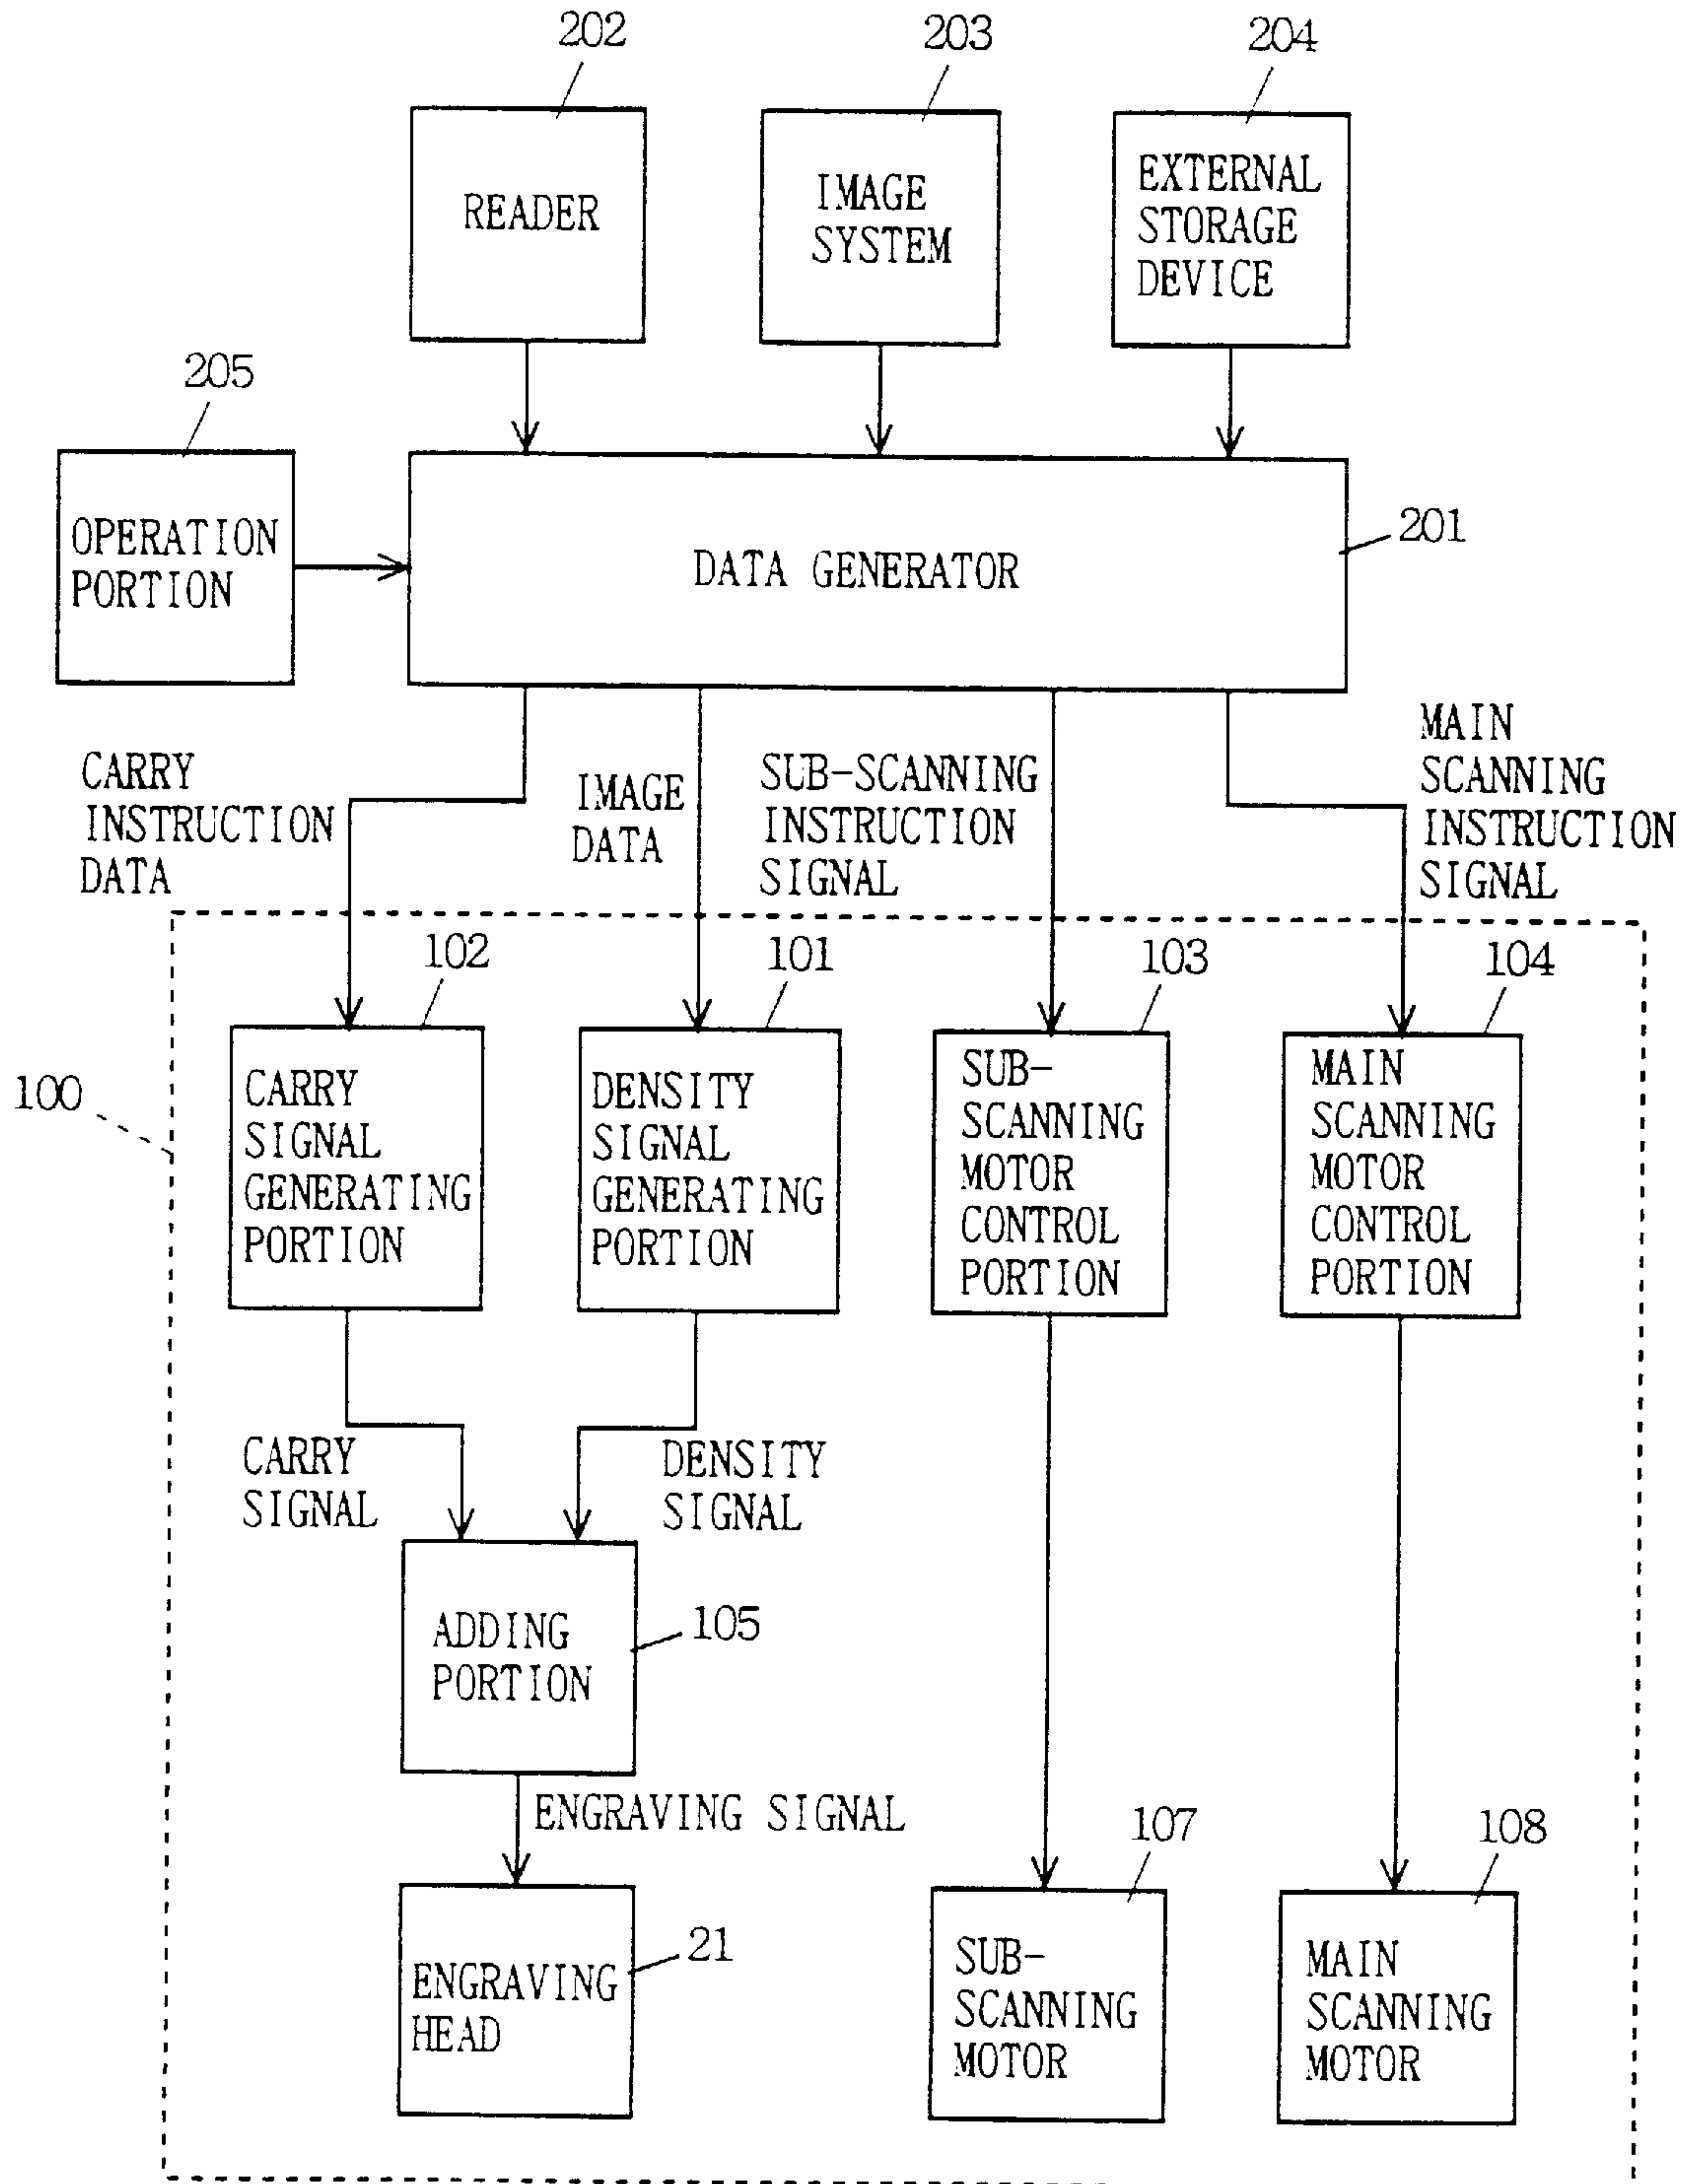 202
203
204
READER
IMAGE
SYSTEM
EXTERNAL
STORAGE
DEVICE
205
OPERATION
PORTION
DATA GENERATOR
201
CARRY
INSTRUCTION
DATA
IMAGE
DATA
SUB-SCANNING
INSTRUCTION
SIGNAL
MAIN
SCANNING
INSTRUCTION
SIGNAL
100
102
101
103
104
CARRY
SIGNAL
GENERATING
PORTION
DENSITY
SIGNAL
GENERATING
PORTION
SUB-
SCANNING
MOTOR
CONTROL
PORTION
MAIN
SCANNING
MOTOR
CONTROL
PORTION
CARRY
SIGNAL
DENSITY
SIGNAL
ADDING
PORTION
105
ENGRAVING SIGNAL
107
108
ENGRAVING
HEAD
21
SUB-
SCANNING
MOTOR
MAIN
SCANNING
MOTOR